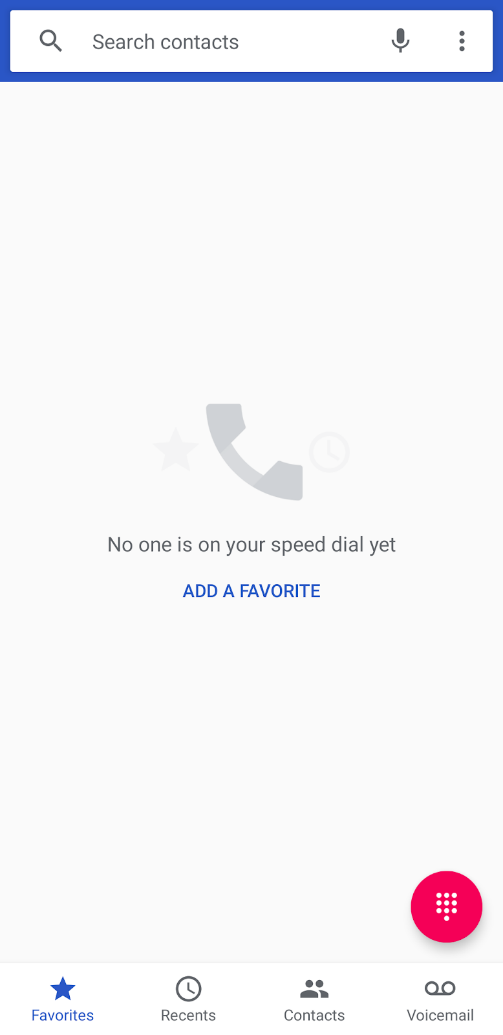 Search contacts
No one is on your speed dial yet
ADD A FAVORITE
Favorites
Recents
Contacts
Voicemail